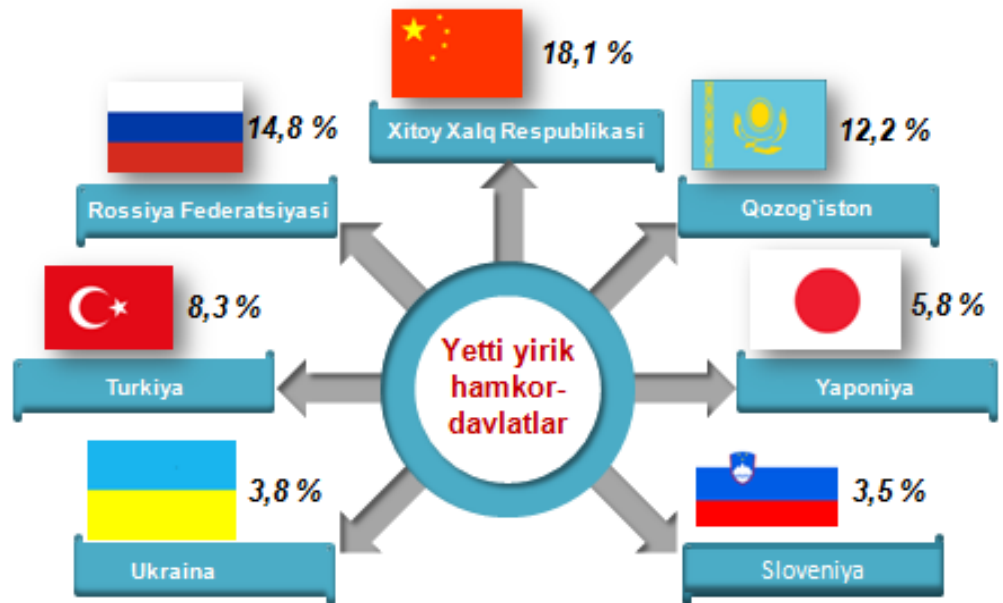 18,1 %
Xitoy Xalq Respublikasi
14,8 %
Rossiya Federatsiyasi
12,2 %
Qozog`iston
8,3 %
Turkiya
Yetti yirik
hamkor-
davlatlar
5,8 %
Yaponiya
3,8 %
Ukraina
3,5 %
Sloveniya